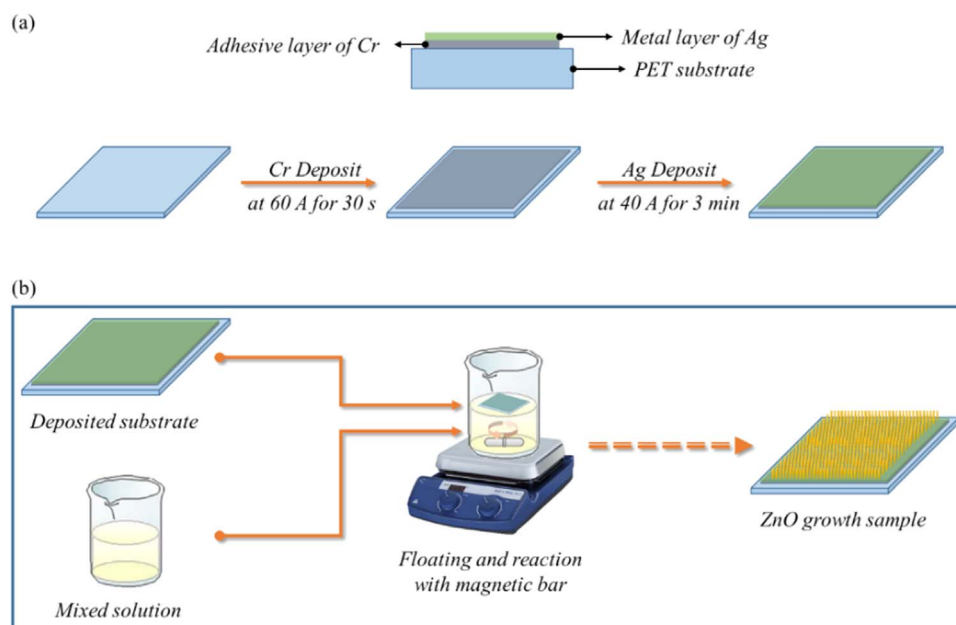 (a)
Adhesive layer of Cr
Metal layer of Ag
PET substrate
Cr Deposit
at 60 A for 30 s
Ag Deposit
at 40 A for 3 min
(b)
Deposited substrate
Mixed solution
Floating and reaction
with magnetic bar
ZnO growth sample